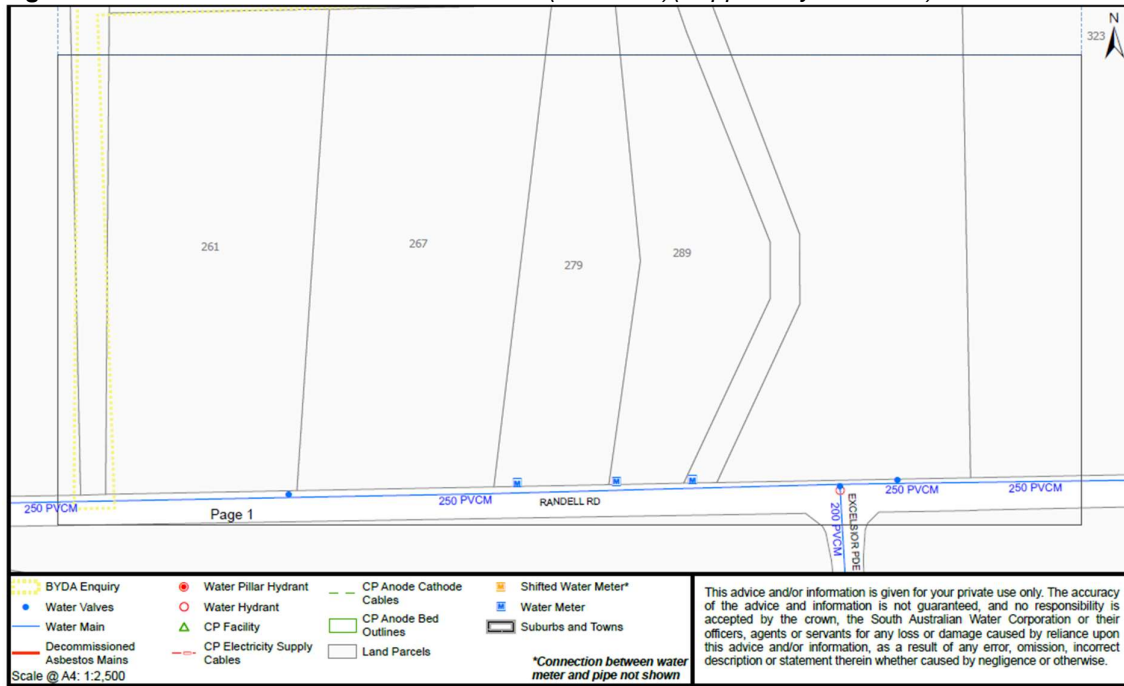 N
323
261
267
279
289
250 PVCM
250 PVCM
RANDELL RD
250 PVCM
250 PVCM
Page 1
200 PVCM
EXCELSIOR PDE
BYDA Enquiry
Water Valves
Water Main
Decommissioned
Asbestos Mains
Scale @ A4: 1:2,500
Water Pillar Hydrant
Water Hydrant
CP Facility
CP Electricity Supply
Cables
CP Anode Cathode
Cables
CP Anode Bed
Outlines
Land Parcels
M Shifted Water Meter*
M Water Meter
Suburbs and Towns
*Connection between water
meter and pipe not shown
This advice and/or information is given for your private use only. The accuracy
of the advice and information is not guaranteed, and no responsibility is
accepted by the crown, the South Australian Water Corporation or their
officers, agents or servants for any loss or damage caused by reliance upon
this advice and/or information, as a result of any error, omission, incorrect
description or statement therein whether caused by negligence or otherwise.